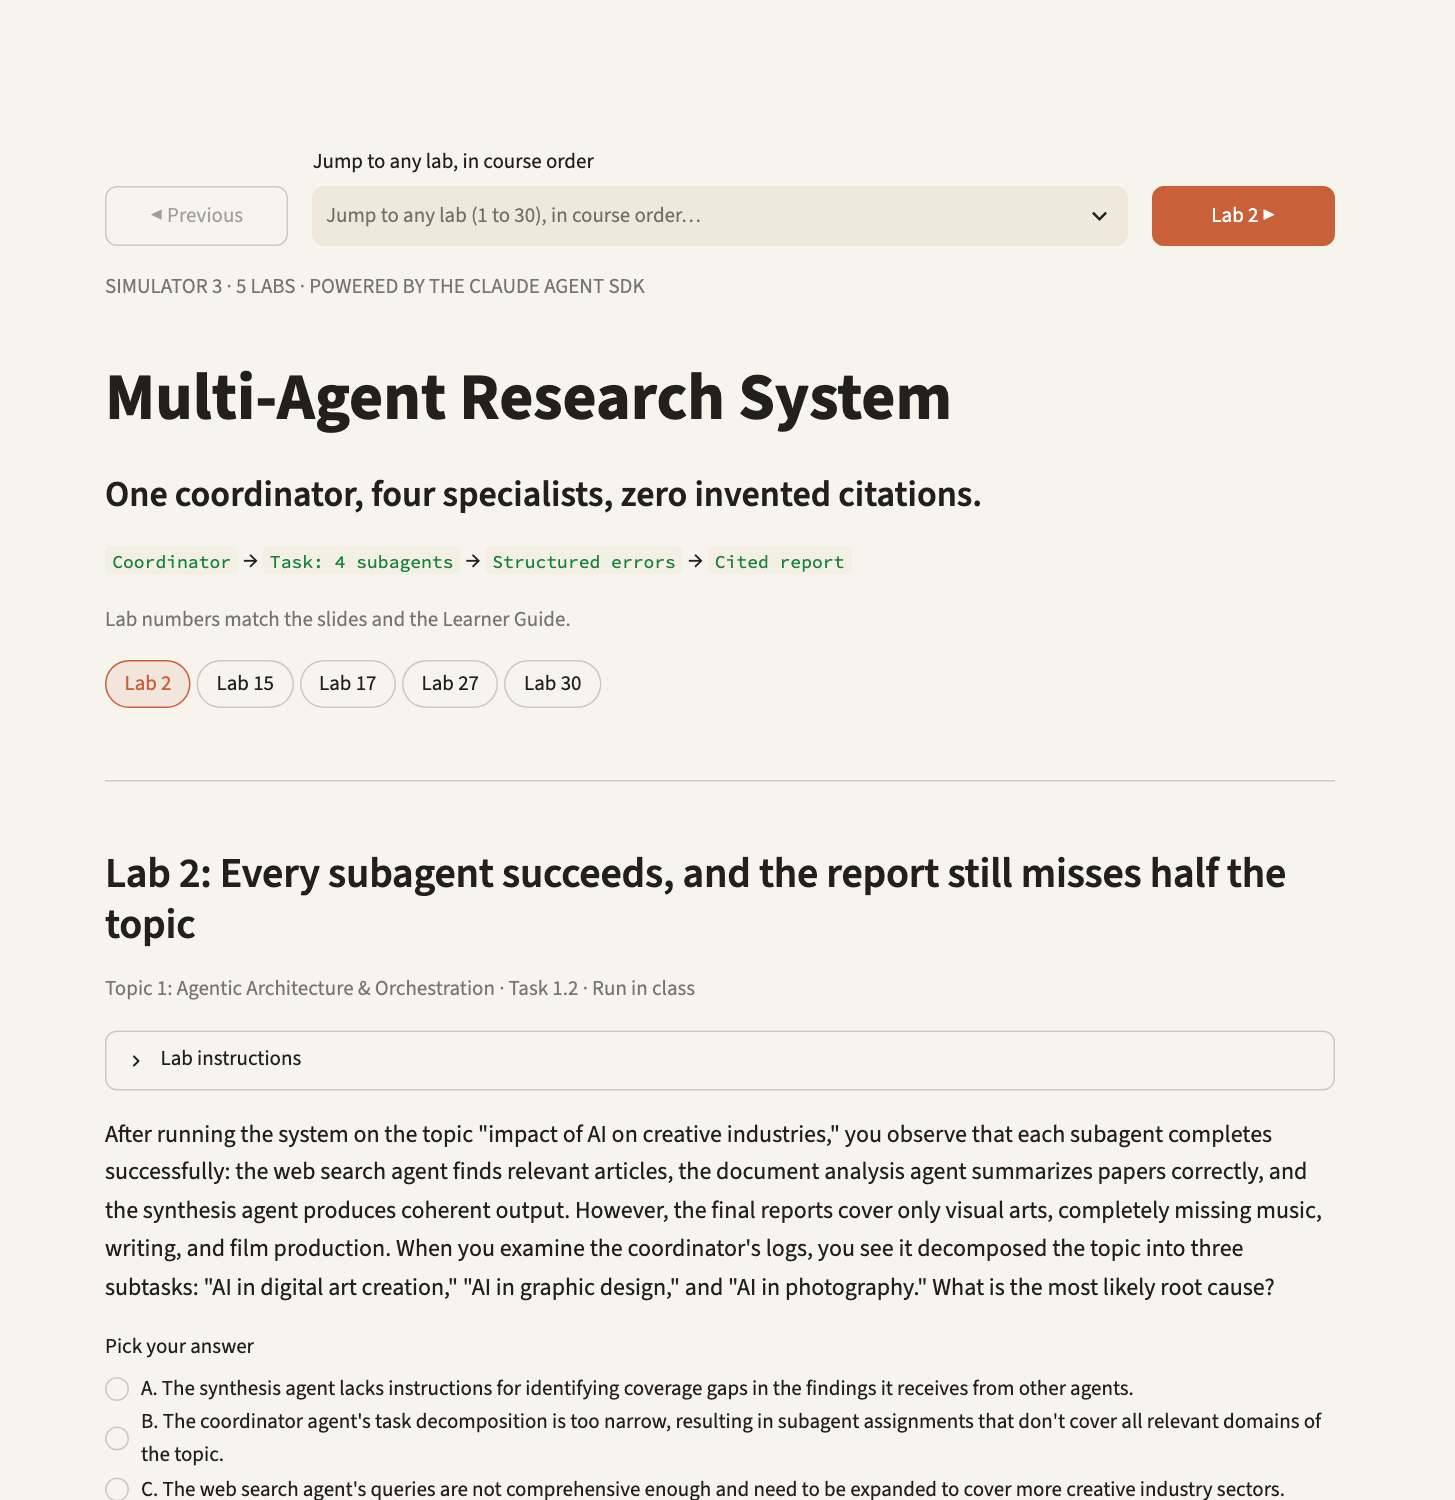 Jump to any lab, in course order
◂ Previous
Jump to any lab (1 to 30), in course order…
Lab 2 ▸
SIMULATOR 3 · 5 LABS · POWERED BY THE CLAUDE AGENT SDK
Multi-Agent Research System
One coordinator, four specialists, zero invented citations.
Coordinator → Task: 4 subagents → Structured errors → Cited report
Lab numbers match the slides and the Learner Guide.
Lab 2 Lab 15 Lab 17 Lab 27 Lab 30
Lab 2: Every subagent succeeds, and the report still misses half the
topic
Topic 1: Agentic Architecture & Orchestration · Task 1.2 · Run in class
Lab instructions
After running the system on the topic "impact of AI on creative industries," you observe that each subagent completes
successfully: the web search agent finds relevant articles, the document analysis agent summarizes papers correctly, and
the synthesis agent produces coherent output. However, the final reports cover only visual arts, completely missing music,
writing, and film production. When you examine the coordinator's logs, you see it decomposed the topic into three
subtasks: "AI in digital art creation," "AI in graphic design," and "AI in photography." What is the most likely root cause?
Pick your answer
A. The synthesis agent lacks instructions for identifying coverage gaps in the findings it receives from other agents.
B. The coordinator agent's task decomposition is too narrow, resulting in subagent assignments that don't cover all relevant domains of
the topic.
C. The web search agent's queries are not comprehensive enough and need to be expanded to cover more creative industry sectors.